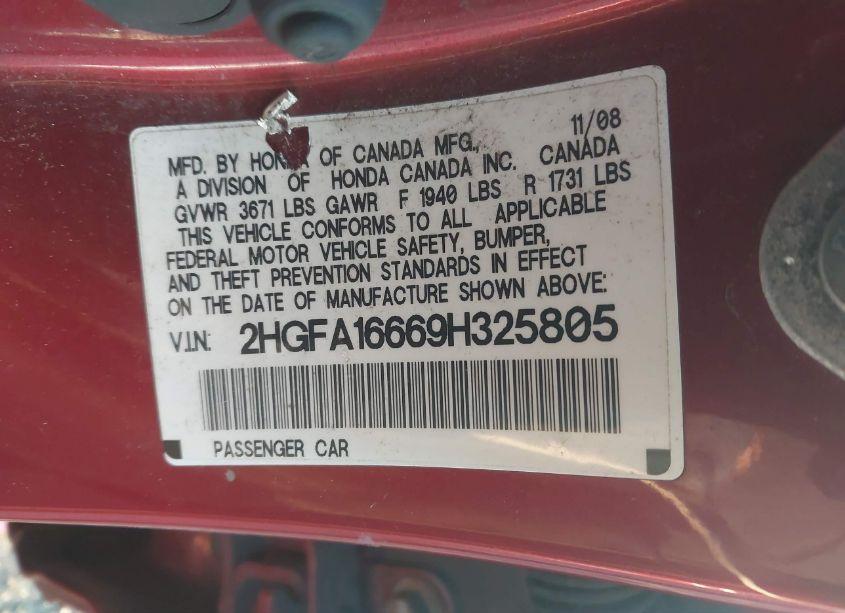 11/08
MFD. BY HON OF CANADA MFG.,
A DIVISION OF HONDA CANADA INC. CANADA
GVWR 3671 LBS GAWR F 1940 LBS R 1731 LBS
THIS VEHICLE CONFORMS TO ALL APPLICABLE
FEDERAL MOTOR VEHICLE SAFETY, BUMPER,
AND THEFT PREVENTION STANDARDS IN EFFECT
ON THE DATE OF MANUFACTURE SHOWN ABOVE:
V.I.N: 2HGFA16669H325805
PASSENGER CAR